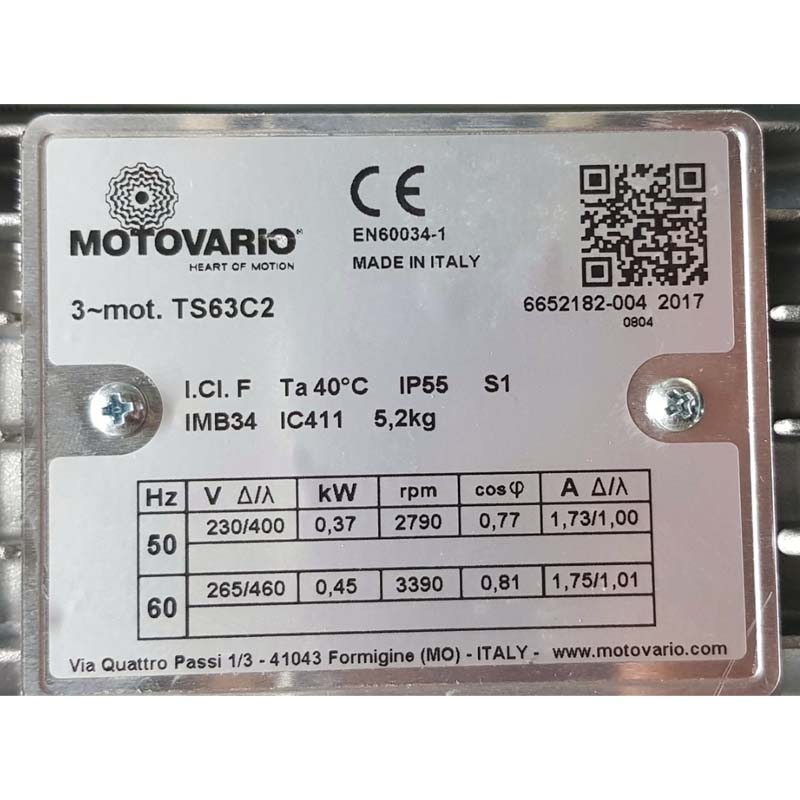 MOTOVARIO®
HEART OF MOTION
CE
EN60034-1
MADE IN ITALY
3~mot. TS63C2
6652182-004 2017
0804
I.Cl. F Ta 40°C IP55 S1
IMB34 IC411 5,2kg
Hz V Δ/λ kW rpm cosφ A Δ/λ
50 230/400 0,37 2790 0,77 1,73/1,00
60 265/460 0,45 3390 0,81 1,75/1,01
Via Quattro Passi 1/3 - 41043 Formigine (MO) - ITALY - www.motovario.com